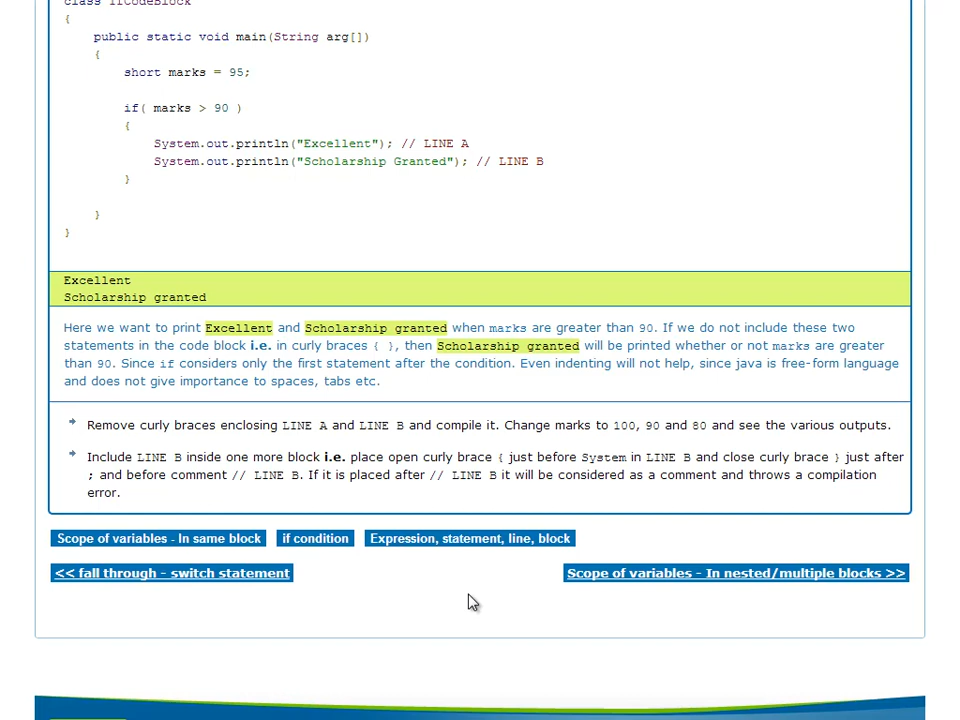 class IfCodeBlock
{
public static void main(String arg[])
{
short marks = 95;
if( marks > 90 )
{
System.out.println("Excellent"); // LINE A
System.out.println("Scholarship Granted"); // LINE B
}
}
}
Excellent
Scholarship granted
Here we want to print Excellent and Scholarship granted when marks are greater than 90. If we do not include these two
statements in the code block i.e. in curly braces { }, then Scholarship granted will be printed whether or not marks are greater
than 90. Since if considers only the first statement after the condition. Even indenting will not help, since java is free-form language
and does not give importance to spaces, tabs etc.
Remove curly braces enclosing LINE A and LINE B and compile it. Change marks to 100, 90 and 80 and see the various outputs.
Include LINE B inside one more block i.e. place open curly brace { just before System in LINE B and close curly brace } just after
; and before comment // LINE B. If it is placed after // LINE B it will be considered as a comment and throws a compilation
error.
Scope of variables - In same block if condition Expression, statement, line, block
<< fall through - switch statement Scope of variables - In nested/multiple blocks >>